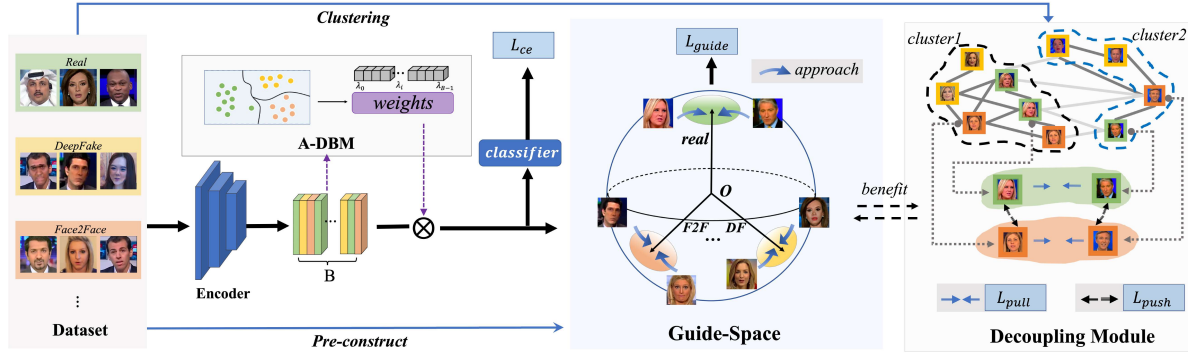 Clustering
Real
DeepFake
Face2Face
⋮
Dataset
Encoder
B
A-DBM
λ0 λi λB−1
weights
Lce
classifier
Pre-construct
Lguide
approach
real
O
F2F
DF
...
Guide-Space
benefit
cluster1
cluster2
Lpull
Lpush
Decoupling Module